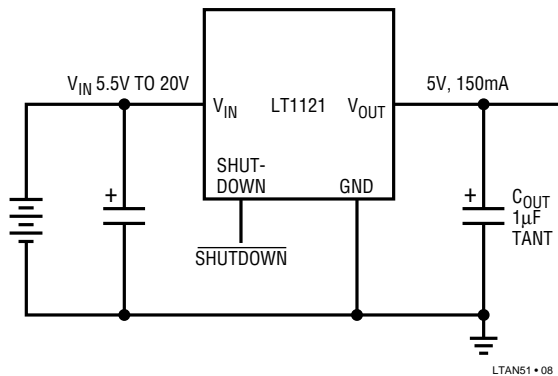 V_IN 5.5V TO 20V
V_IN
LT1121
V_OUT
5V, 150mA
SHUT-
DOWN
GND
SHUTDOWN
+
+
C_OUT
1µF
TANT
LTAN51 • 08